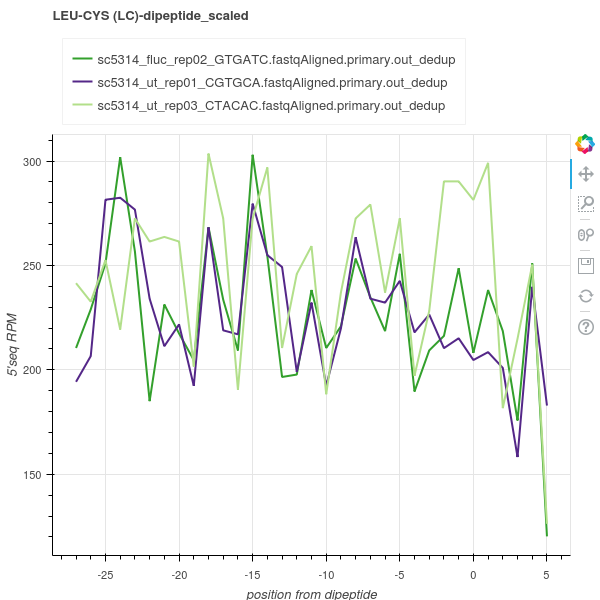 LEU-CYS (LC)-dipeptide_scaled
sc5314_fluc_rep02_GTGATC.fastqAligned.primary.out_dedup
sc5314_ut_rep01_CGTGCA.fastqAligned.primary.out_dedup
sc5314_ut_rep03_CTACAC.fastqAligned.primary.out_dedup
300
250
200
150
5'seq RPM
-25 -20 -15 -10 -5 0 5
position from dipeptide